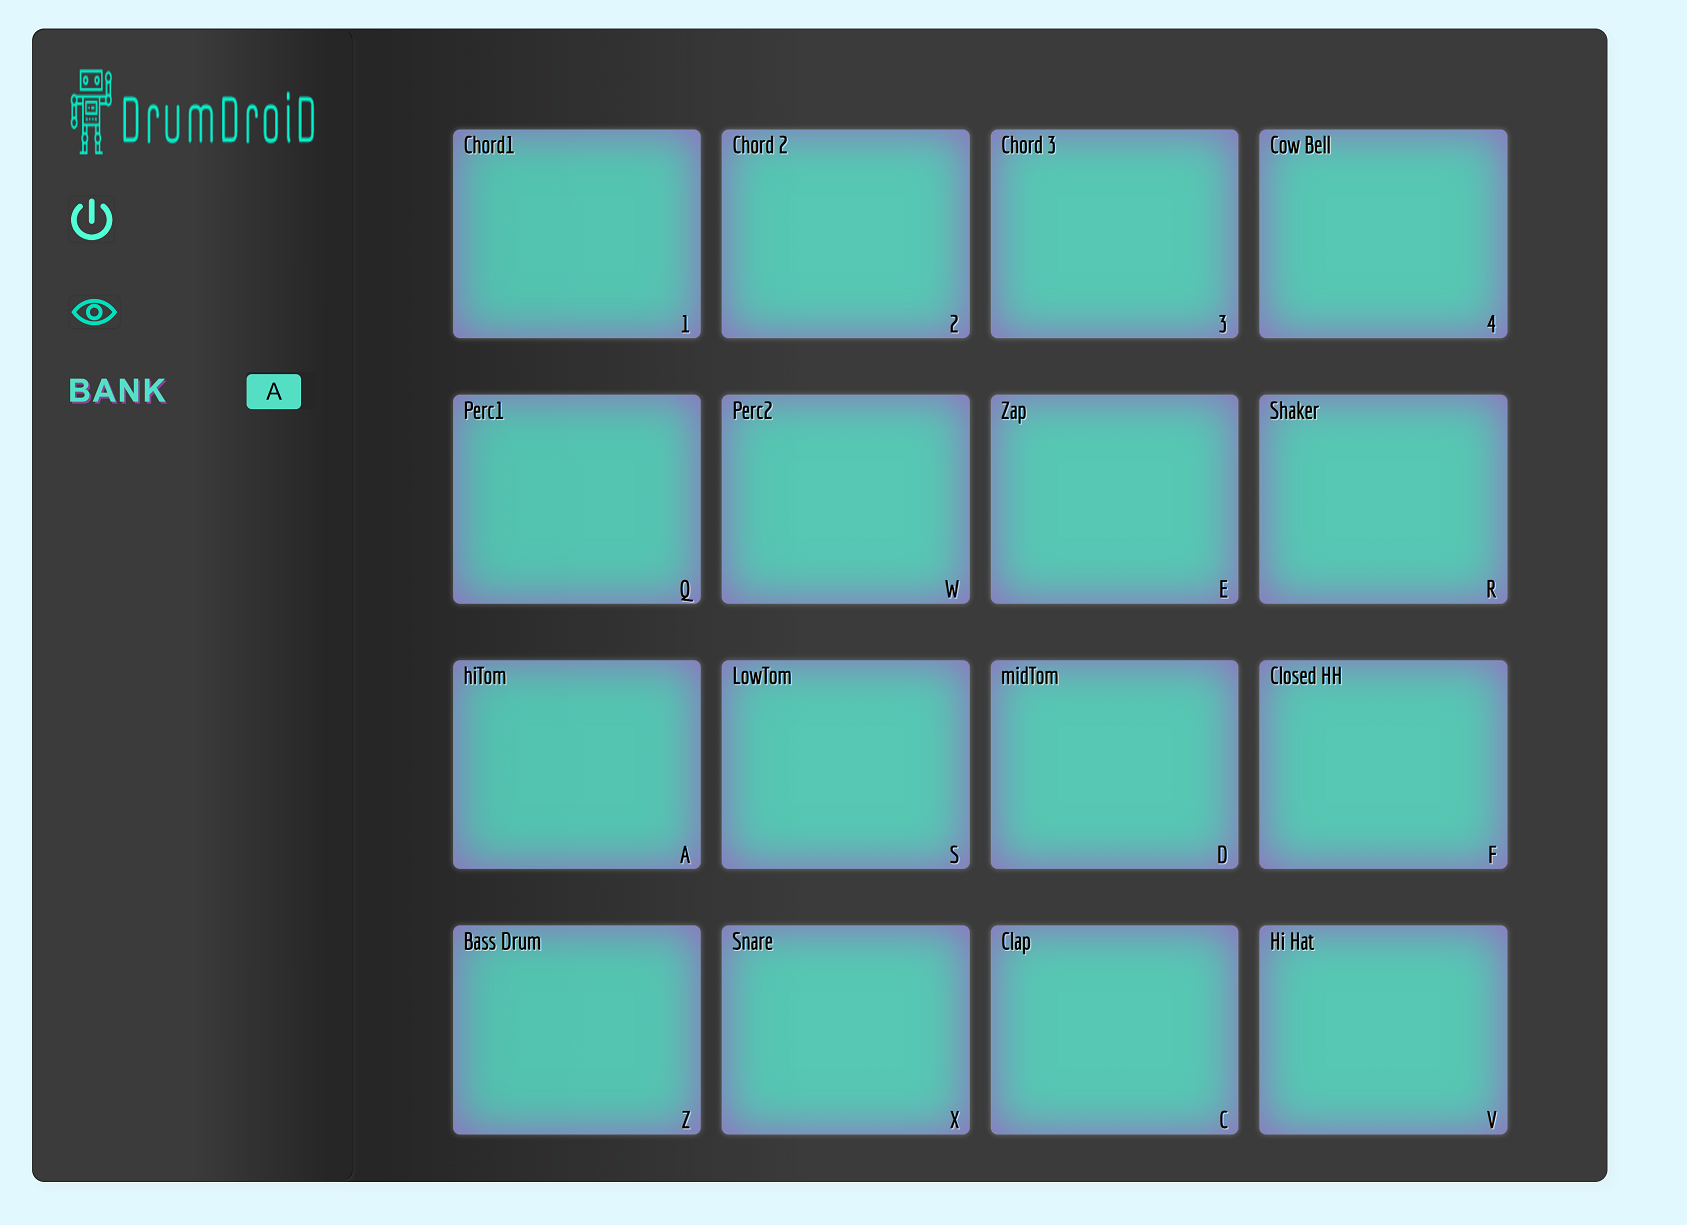 DrumDroiD
BANK A
Chord1 Chord 2 Chord 3 Cow Bell
1 2 3 4
Perc1 Perc2 Zap Shaker
Q W E R
hiTom LowTom midTom Closed HH
A S D F
Bass Drum Snare Clap Hi Hat
Z X C V